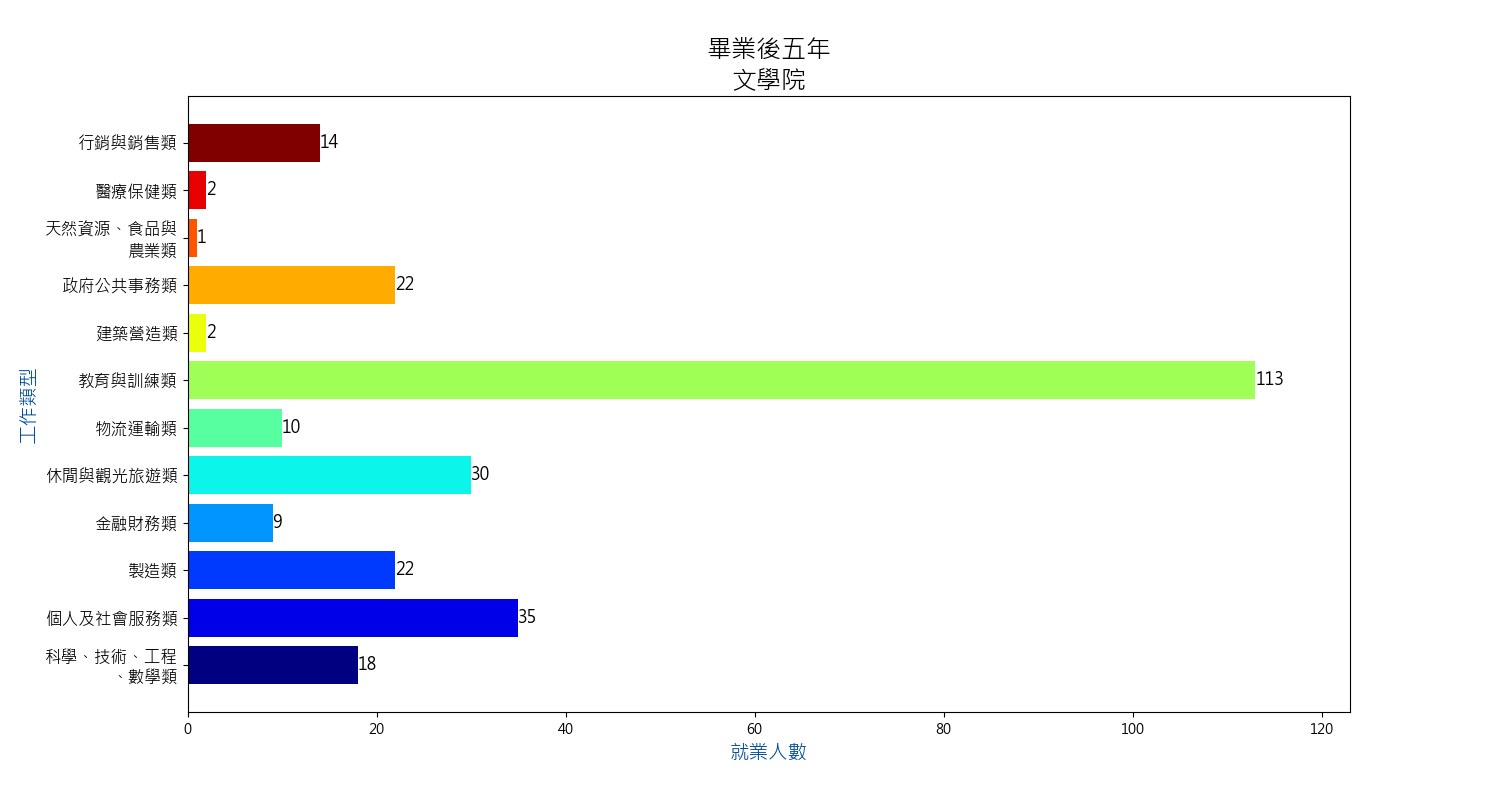 畢業後五年
文學院
行銷與銷售類
14
醫療保健類
2
天然資源、食品與
農業類
1
政府公共事務類
22
建築營造類
2
教育與訓練類
113
物流運輸類
10
休閒與觀光旅遊類
30
金融財務類
9
製造類
22
個人及社會服務類
35
科學、技術、工程
、數學類
18
工作類型
0 20 40 60 80 100 120
就業人數